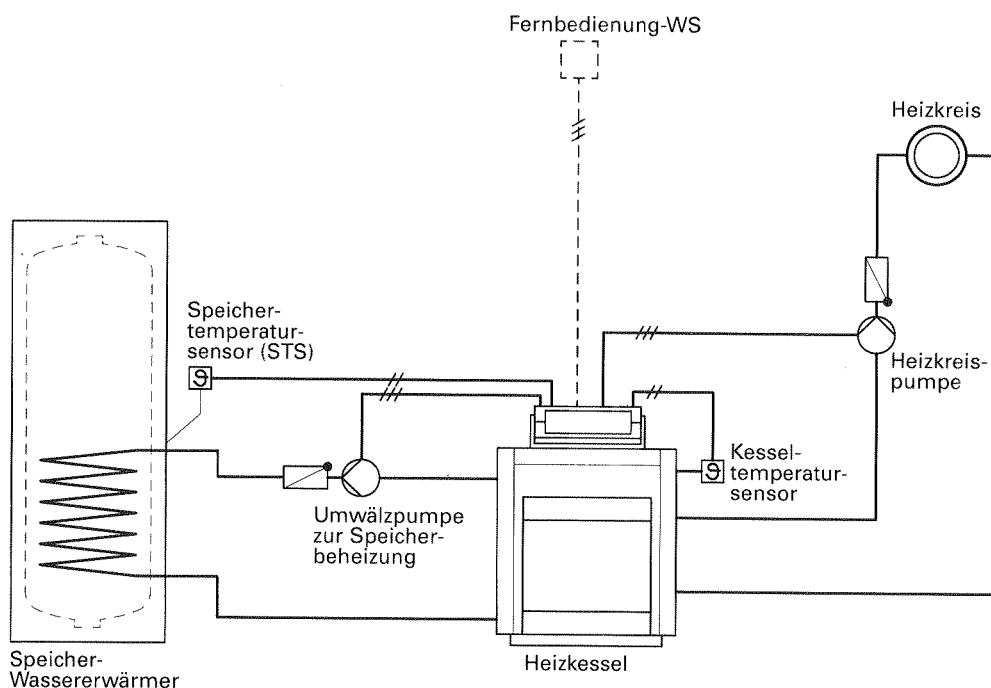 Fernbedienung-WS
Heizkreis
Speicher-
temperatur-
sensor (STS)
Heizkreis-
pumpe
Kessel-
temperatur-
sensor
Umwälzpumpe
zur Speicher-
beheizung
Heizkessel
Speicher-
Wassererwärmer